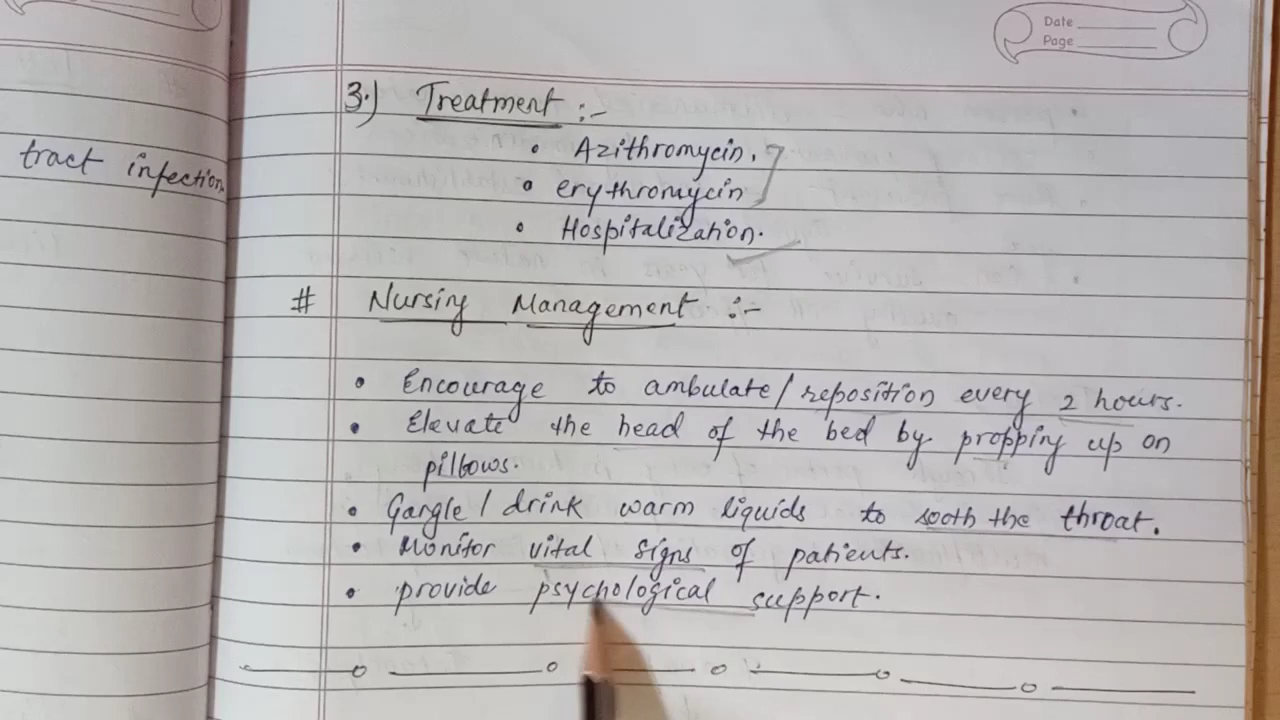 Date
Page
tract infection.
3.) Treatment :-
• Azithromycin.
• erythromycin
• Hospitalization.
# Nursing Management :-
• Encourage to ambulate / reposition every 2 hours.
• Elevate the head of the bed by propping up on
pillows.
• Gargle / drink warm liquids to sooth the throat.
• Monitor vital signs of patients.
• provide psychological support.